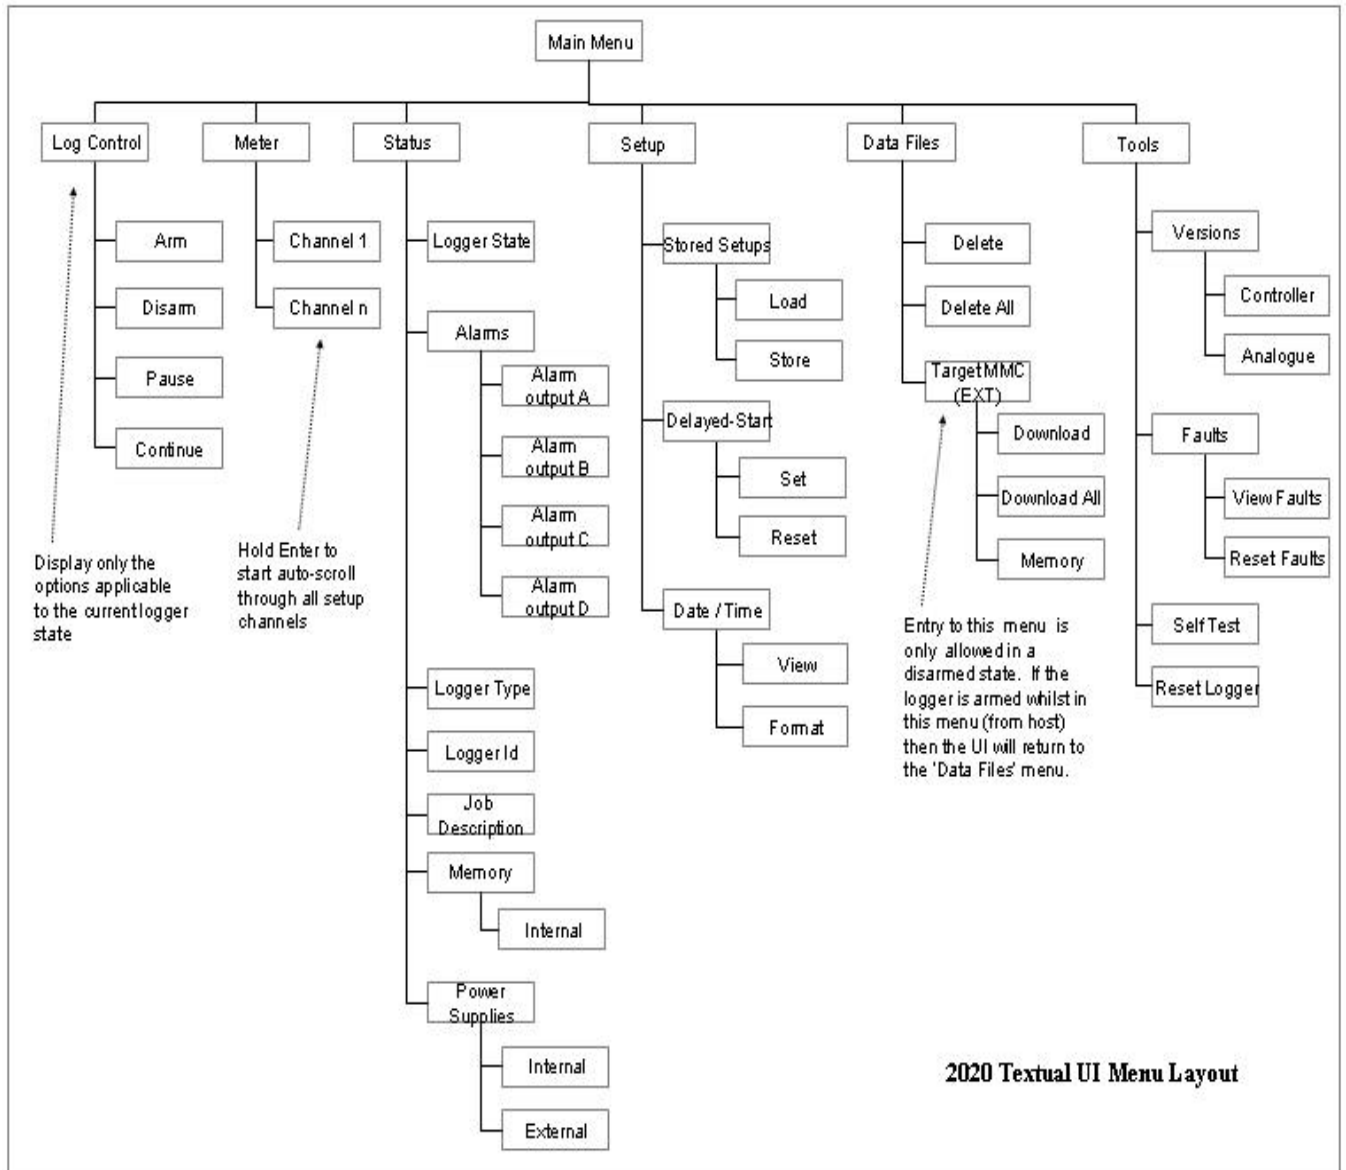 Main Menu
Log Control
Meter
Status
Setup
Data Files
Tools
Arm
Disarm
Pause
Continue
Display only the
options applicable
to the current logger
state
Channel 1
Channel n
Hold Enter to
start auto-scroll
through all setup
channels
Logger State
Alarms
Alarm
output A
Alarm
output B
Alarm
output C
Alarm
output D
Logger Type
Logger Id
Job
Description
Memory
Internal
Power
Supplies
Internal
External
Stored Setups
Load
Store
Delayed-Start
Set
Reset
Date / Time
View
Format
Delete
Delete All
Target MMC
(EXT)
Download
Download All
Memory
Entry to this menu is
only allowed in a
disarmed state. If the
logger is armed whilst in
this menu (from host)
then the UI will return to
the 'Data Files' menu.
Versions
Controller
Analogue
Faults
View Faults
Reset Faults
Self Test
Reset Logger
2020 Textual UI Menu Layout